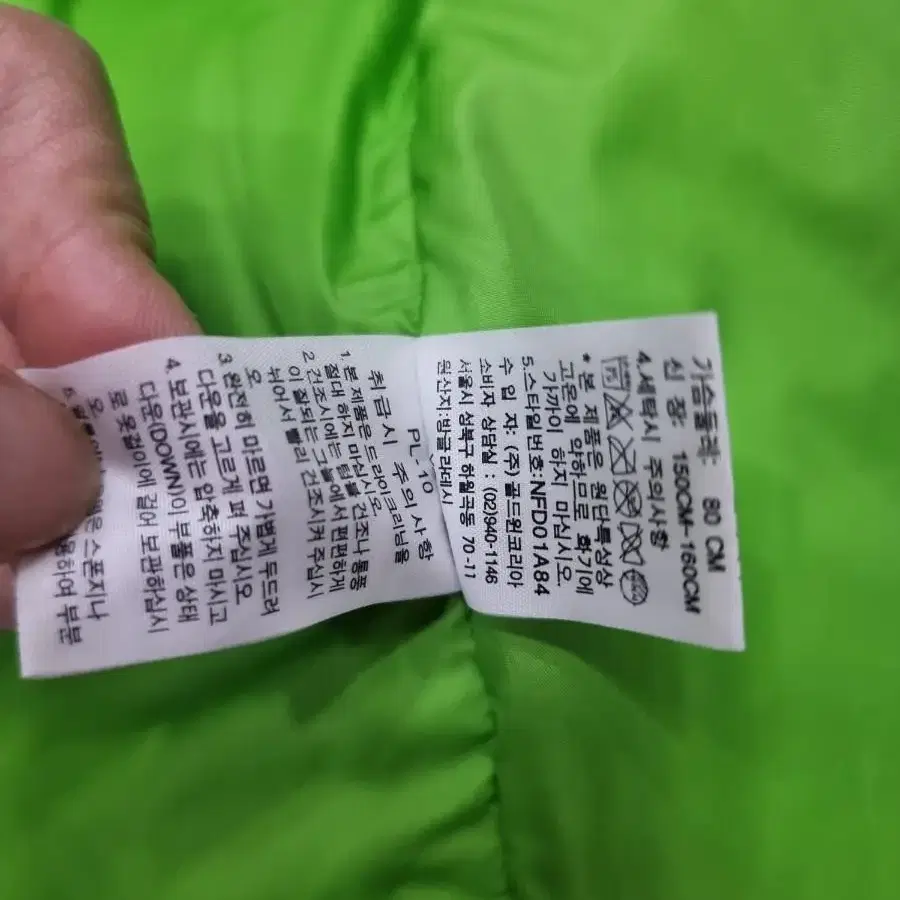 가슴둘레: 80 CM
신 장: 150CM-160CM
4.세탁시 주의사항
* 본 제품은 원단특성상
고온에 약하므로 화기에
가까이 하지 마십시오.
5.스타일번호:NFD01A84
수 입 자: (주)골드윈코리아
소비자 상담실 : (02)940-1146
서울시 성북구 하월곡동 70-11
원산지:방글라데시
PL-10
취급시 주의사항
1. 본 제품은 드라이크리닝을
절대 하지 마십시오.
2. 건조시에는 텀블건조나 통풍
이 잘되는 그늘에서 편편하게
뉘어서 빨리 건조시켜 주십시
오.
3. 완전히 마르면 가볍게 두드려
다운을 고르게 펴 주십시오.
4. 보관시에는 압축하지 마시고
다운(DOWN)이 부풀은 상태
로 옷걸이에 걸어 보관하십시
오.
스폰지나
하여 부분